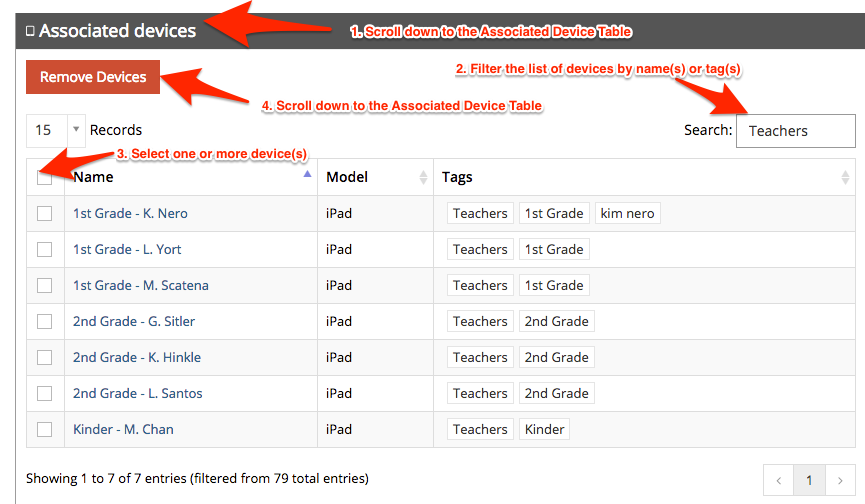 Associated devices
1. Scroll down to the Associated Device Table
Remove Devices
2. Filter the list of devices by name(s) or tag(s)
4. Scroll down to the Associated Device Table
15 Records
Search: Teachers
3. Select one or more device(s)
Name Model Tags
1st Grade - K. Nero iPad Teachers 1st Grade kim nero
1st Grade - L. Yort iPad Teachers 1st Grade
1st Grade - M. Scatena iPad Teachers 1st Grade
2nd Grade - G. Sitler iPad Teachers 2nd Grade
2nd Grade - K. Hinkle iPad Teachers 2nd Grade
2nd Grade - L. Santos iPad Teachers 2nd Grade
Kinder - M. Chan iPad Teachers Kinder
Showing 1 to 7 of 7 entries (filtered from 79 total entries)
‹ 1 ›